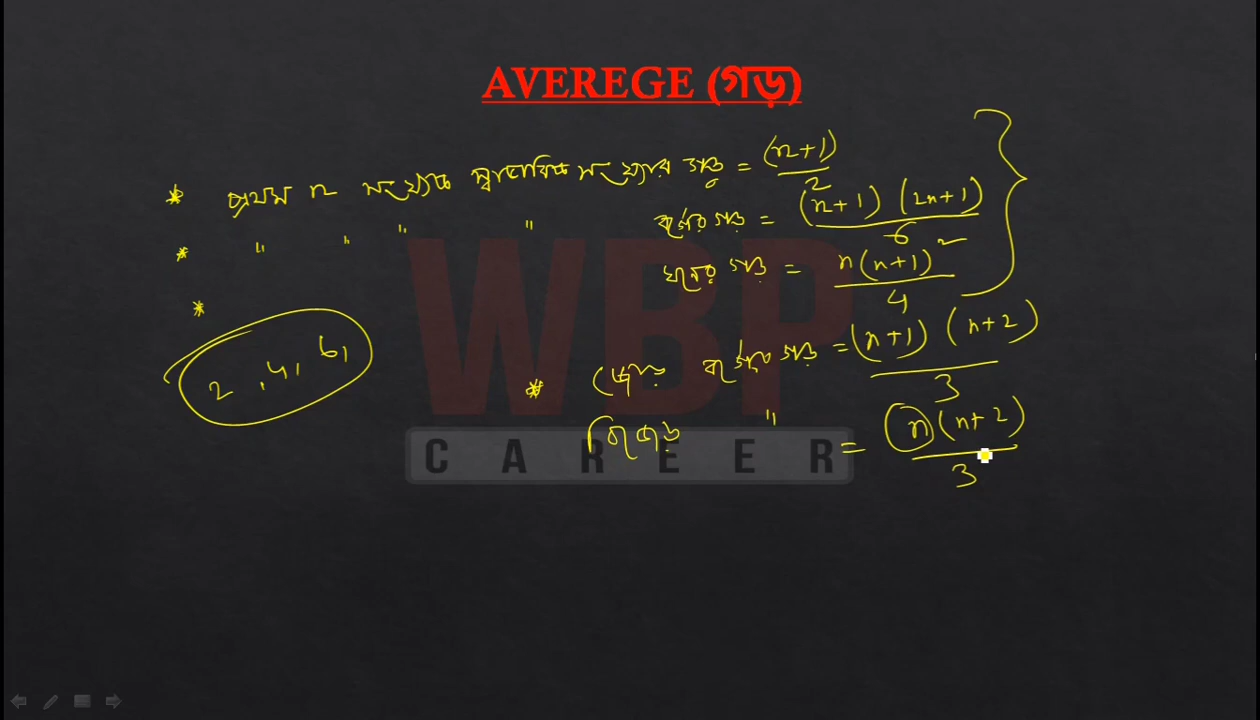 AVEREGE (গড়)
* প্রথম n সংখ্যক স্বাভাবিক সংখ্যার গড় = (n+1)/2
* " " " " বর্গের গড় = (n+1) (2n+1)/6
* ঘনের গড় = n(n+1)²/4
2, 4, 6,
* জোড় বর্গের গড় = (n+1) (n+2)/3
বিজোড় " = n(n+2)/3
WBP
CAREER